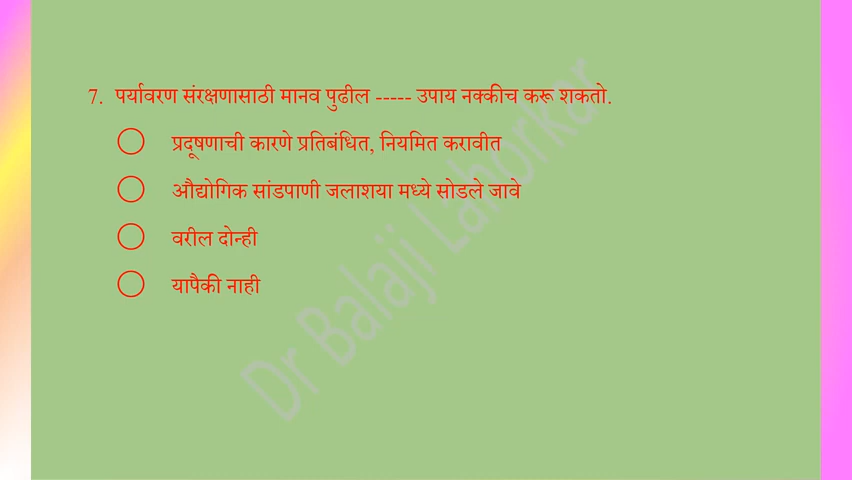 7. पर्यावरण संरक्षणासाठी मानव पुढील ----- उपाय नक्कीच करू शकतो.
प्रदूषणाची कारणे प्रतिबंधित, नियमित करावीत
औद्योगिक सांडपाणी जलाशया मध्ये सोडले जावे
वरील दोन्ही
यापैकी नाही
Dr Balaji Lahorkar